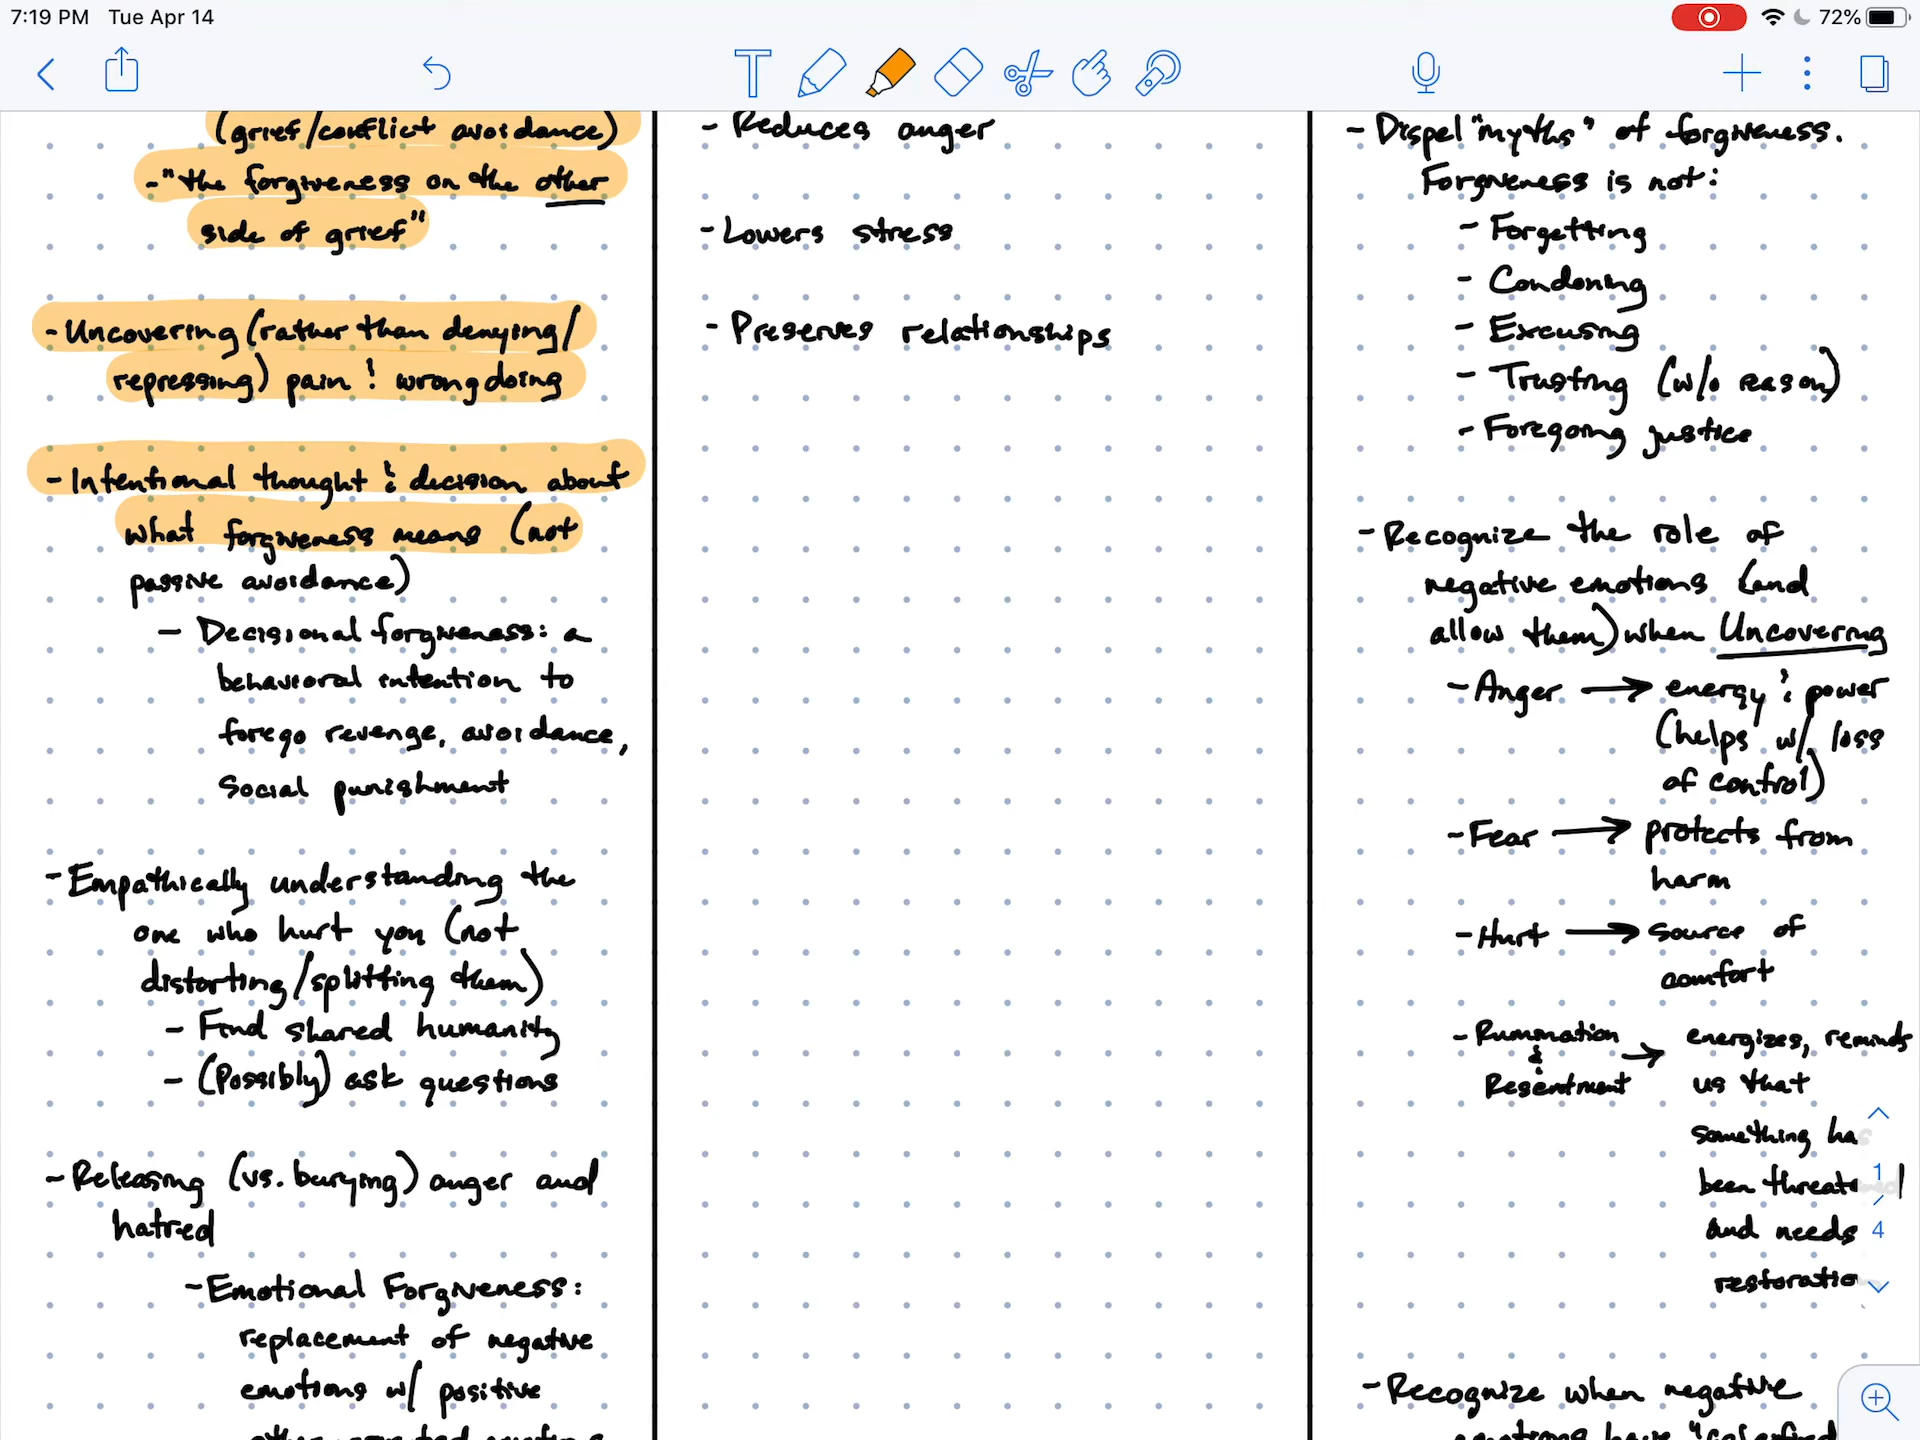 7:19 PM Tue Apr 14
72%
(grief/conflict avoidance)
-"the forgiveness on the other
side of grief"
- Uncovering (rather than denying/
repressing) pain & wrongdoing
- Intentional thought & decision about
what forgiveness means (not
passive avoidance)
- Decisional forgiveness: a
behavioral intention to
forego revenge, avoidance,
social punishment
- Empathically understanding the
one who hurt you (not
distorting/splitting them)
- Find shared humanity
- (Possibly) ask questions
- Releasing (vs. burying) anger and
hatred
- Emotional Forgiveness:
replacement of negative
emotions w/ positive
- Reduces anger
- Lowers stress
- Preserves relationships
- Dispel "myths" of forgiveness.
Forgiveness is not:
- Forgetting
- Condoning
- Excusing
- Trusting (w/o reason)
- Foregoing justice
- Recognize the role of
negative emotions (and
allow them) when Uncovering
- Anger → energy & power
(helps w/ loss
of control)
- Fear → protects from
harm
- Hurt → source of
comfort
- Rumination
&
Resentment → energizes, reminds
us that
something has
been threatened
and needs
restoration
- Recognize when negative
emotions have
1
/
4